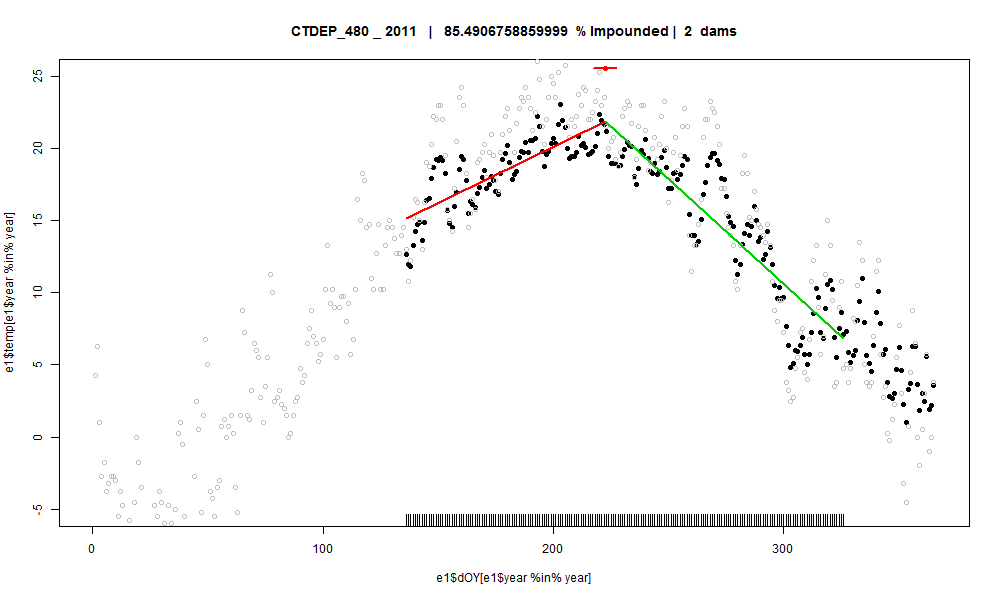 CTDEP_480 _ 2011 | 85.4906758859999 % Impounded | 2 dams
25
20
15
10
5
0
-5
e1$temp[e1$year %in% year]
0 100 200 300
e1$dOY[e1$year %in% year]